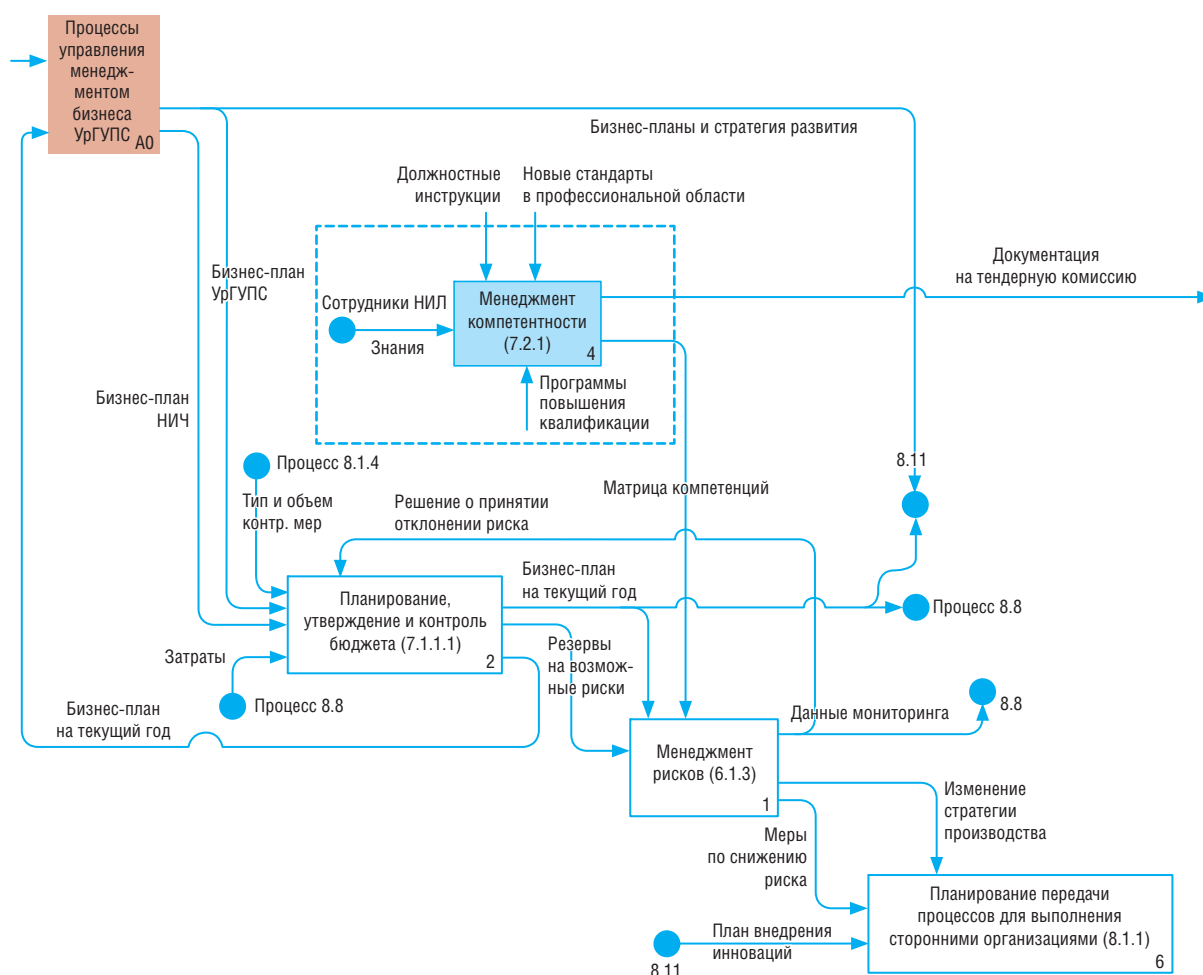 Процессы
управления
менедж-
ментом
бизнеса
УрГУПС
А0
Бизнес-планы и стратегия развития
Должностные
инструкции
Новые стандарты
в профессиональной области
Документация
на тендерную комиссию
Бизнес-план
УрГУПС
Сотрудники НИЛ
Знания
Менеджмент
компетентности
(7.2.1)
4
Программы
повышения
квалификации
Бизнес-план
НИЧ
Процесс 8.1.4
Тип и объем
контр. мер
Решение о принятии
отклонении риска
Матрица компетенций
8.11
Бизнес-план
на текущий год
Планирование,
утверждение и контроль
бюджета (7.1.1.1)
2
Процесс 8.8
Затраты
Процесс 8.8
Резервы
на возмож-
ные риски
Бизнес-план
на текущий год
Данные мониторинга
8.8
Менеджмент
рисков (6.1.3)
1
Изменение
стратегии
производства
Меры
по снижению
риска
Планирование передачи
процессов для выполнения
сторонними организациями (8.1.1)
6
План внедрения
инноваций
8.11